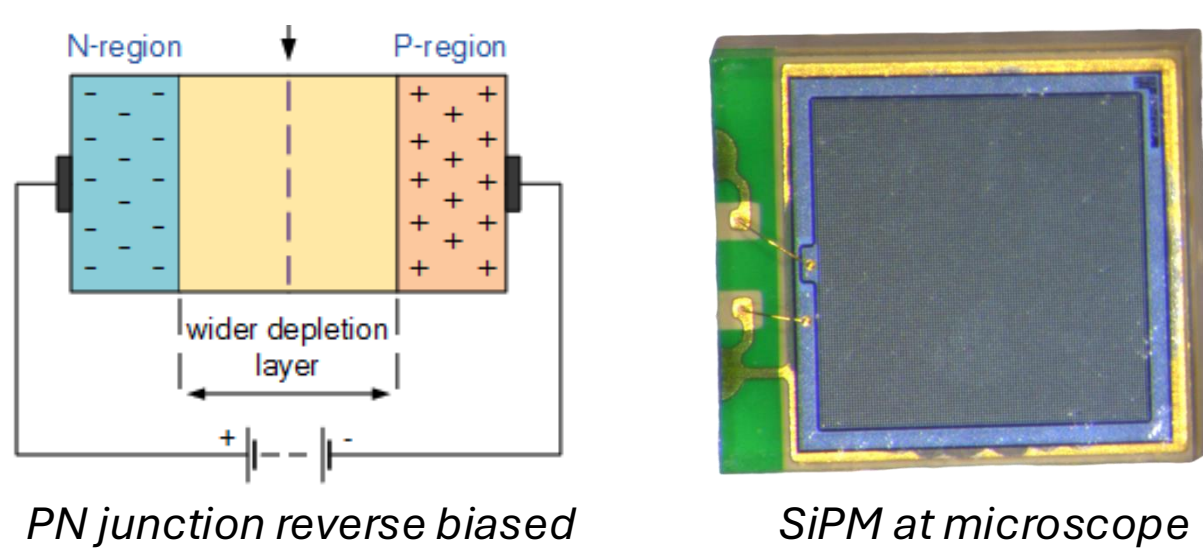 N-region
P-region
wider depletion
layer
+ -
PN junction reverse biased
SiPM at microscope